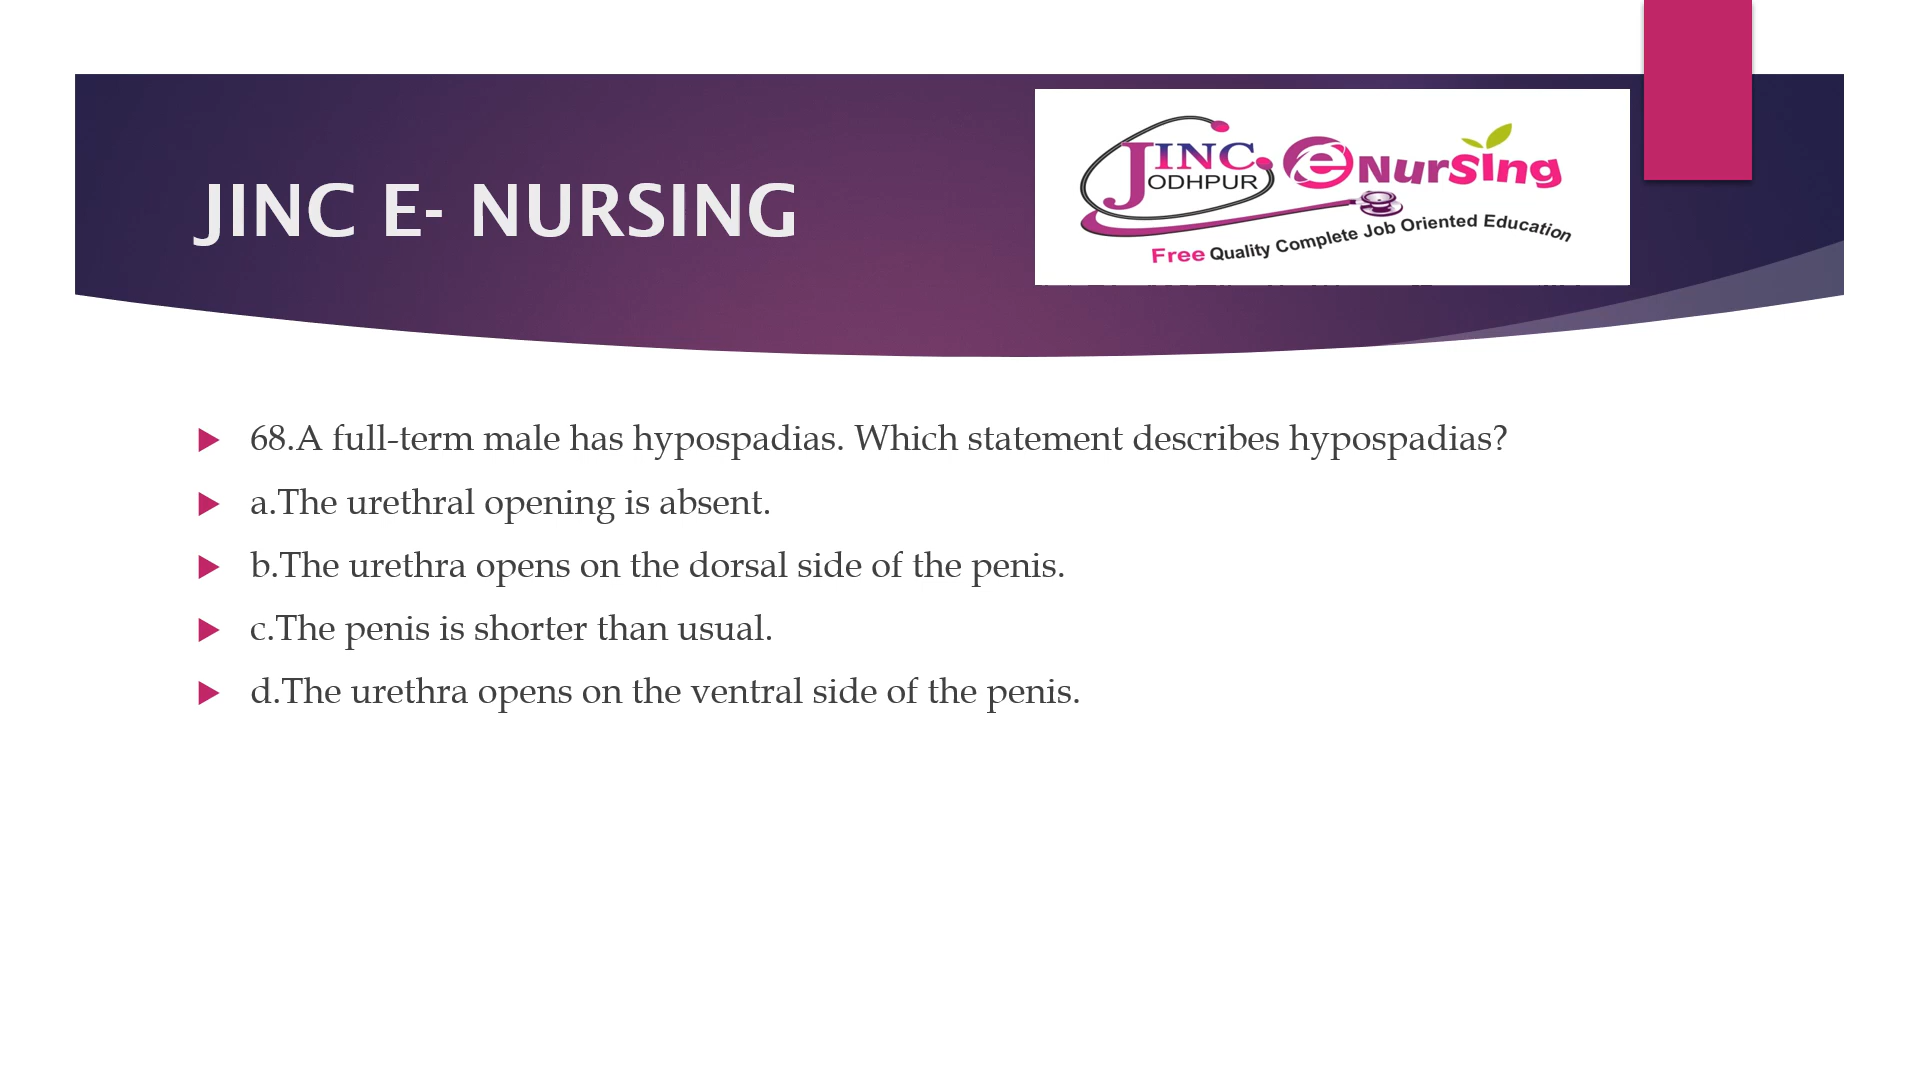 JINC E- NURSING
JINC ODHPUR eNursing
Free Quality Complete Job Oriented Education
68.A full-term male has hypospadias. Which statement describes hypospadias?
a.The urethral opening is absent.
b.The urethra opens on the dorsal side of the penis.
c.The penis is shorter than usual.
d.The urethra opens on the ventral side of the penis.